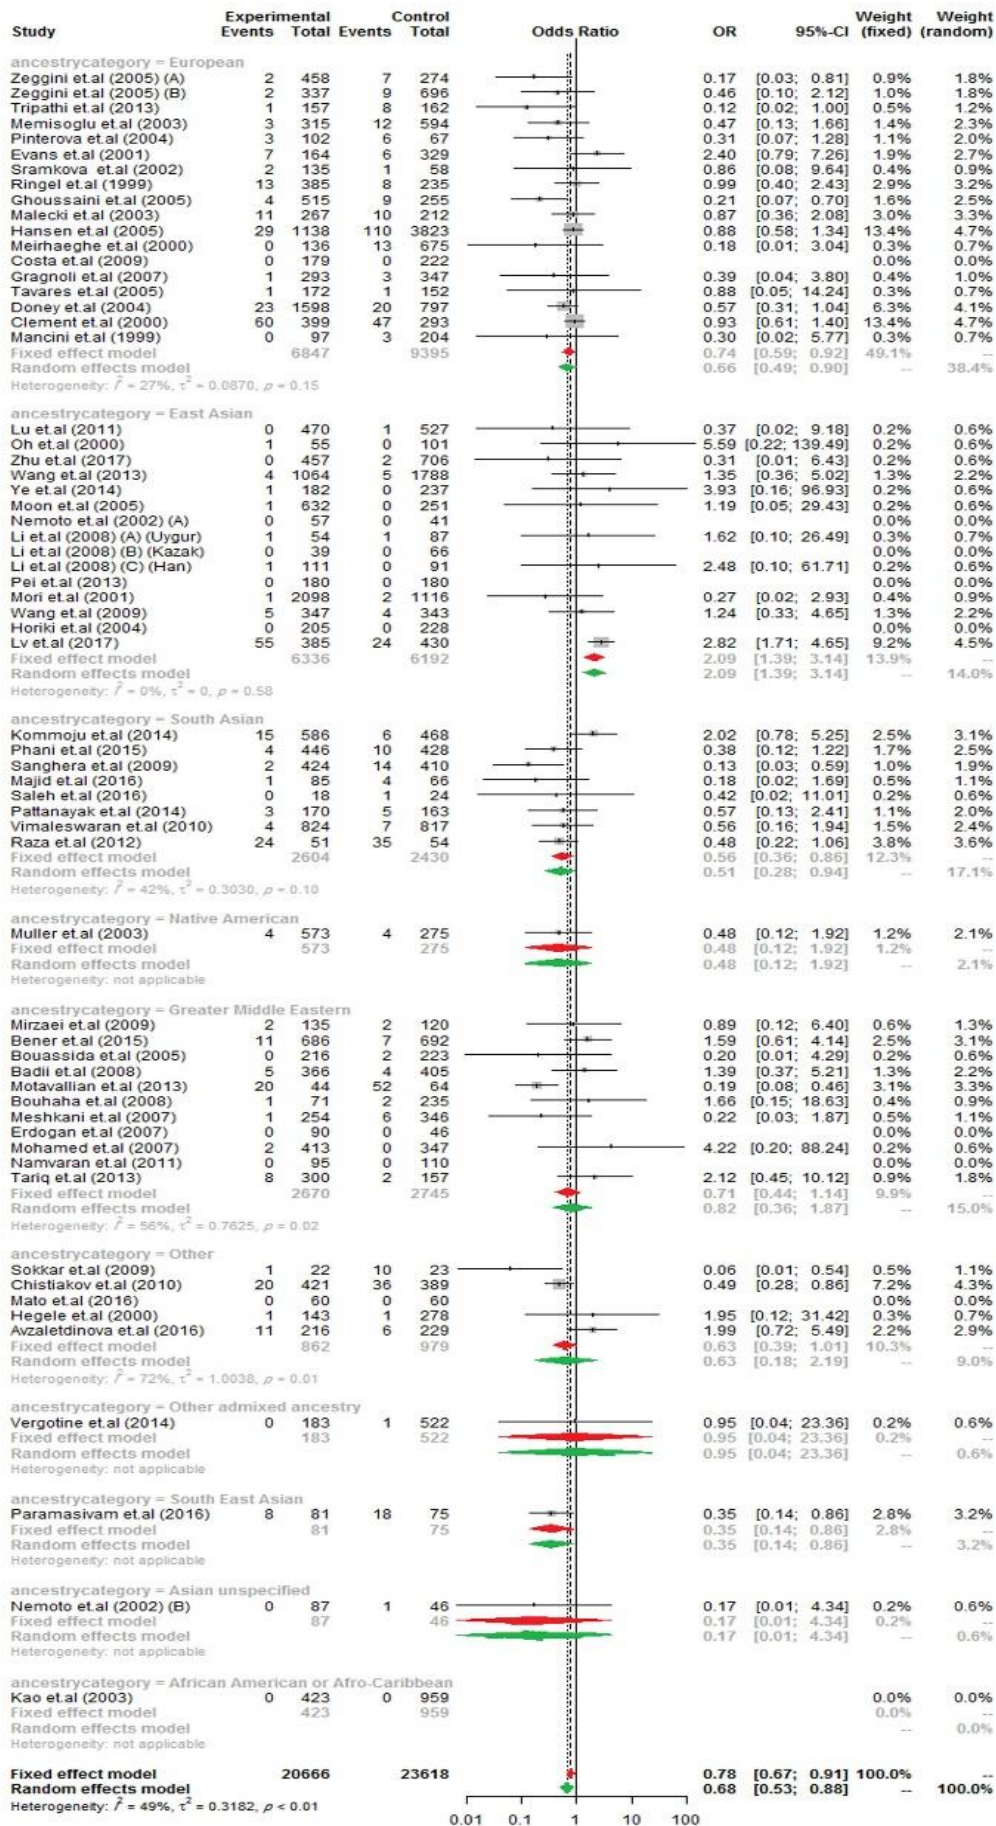 Experimental Control Weight Weight
Study Events Total Events Total Odds Ratio OR 95%-CI (fixed) (random)
ancestrycategory = European
Zeggini et.al (2005) (A) 2 458 7 274 0.17 [0.03; 0.81] 0.9% 1.8%
Zeggini et.al (2005) (B) 2 337 9 696 0.46 [0.10; 2.12] 1.0% 1.8%
Tripathi et.al (2013) 1 157 8 162 0.12 [0.02; 1.00] 0.5% 1.2%
Memisoglu et.al (2003) 3 315 12 594 0.47 [0.13; 1.66] 1.4% 2.3%
Pinterova et.al (2004) 3 102 6 67 0.31 [0.07; 1.28] 1.1% 2.0%
Evans et.al (2001) 7 164 6 329 2.40 [0.79; 7.26] 1.9% 2.7%
Sramkova et.al (2002) 2 135 1 58 0.86 [0.08; 9.64] 0.4% 0.9%
Ringel et.al (1999) 13 385 8 235 0.99 [0.40; 2.43] 2.9% 3.2%
Ghoussaini et.al (2005) 4 515 9 255 0.21 [0.07; 0.70] 1.6% 2.5%
Malecki et.al (2003) 11 267 10 212 0.87 [0.36; 2.08] 3.0% 3.3%
Hansen et.al (2005) 29 1138 110 3823 0.88 [0.58; 1.34] 13.4% 4.7%
Meirhaeghe et.al (2000) 0 136 13 675 0.18 [0.01; 3.04] 0.3% 0.7%
Costa et.al (2009) 0 179 0 222 0.0% 0.0%
Gragnoli et.al (2007) 1 293 3 347 0.39 [0.04; 3.80] 0.4% 1.0%
Tavares et.al (2005) 1 172 1 152 0.88 [0.05; 14.24] 0.3% 0.7%
Doney et.al (2004) 23 1598 20 797 0.57 [0.31; 1.04] 6.3% 4.1%
Clement et.al (2000) 60 399 47 293 0.93 [0.61; 1.40] 13.4% 4.7%
Mancini et.al (1999) 0 97 3 204 0.30 [0.02; 5.77] 0.3% 0.7%
Fixed effect model 6847 9395 0.74 [0.59; 0.92] 49.1% --
Random effects model 0.66 [0.49; 0.90] -- 38.4%
Heterogeneity: I² = 27%, τ² = 0.0870, p = 0.15
ancestrycategory = East Asian
Lu et.al (2011) 0 470 1 527 0.37 [0.02; 9.18] 0.2% 0.6%
Oh et.al (2000) 1 55 0 101 5.59 [0.22; 139.49] 0.2% 0.6%
Zhu et.al (2017) 0 457 2 706 0.31 [0.01; 6.43] 0.2% 0.6%
Wang et.al (2013) 4 1064 5 1788 1.35 [0.36; 5.02] 1.3% 2.2%
Ye et.al (2014) 1 182 0 237 3.93 [0.16; 96.93] 0.2% 0.6%
Moon et.al (2005) 1 632 0 251 1.19 [0.05; 29.43] 0.2% 0.6%
Nemoto et.al (2002) (A) 0 57 0 41 0.0% 0.0%
Li et.al (2008) (A) (Uygur) 1 54 1 87 1.62 [0.10; 26.49] 0.3% 0.7%
Li et.al (2008) (B) (Kazak) 0 39 0 66 0.0% 0.0%
Li et.al (2008) (C) (Han) 1 111 0 91 2.48 [0.10; 61.71] 0.2% 0.6%
Pei et.al (2013) 0 180 0 180 0.0% 0.0%
Mori et.al (2001) 1 2098 2 1116 0.27 [0.02; 2.93] 0.4% 0.9%
Wang et.al (2009) 5 347 4 343 1.24 [0.33; 4.65] 1.3% 2.2%
Horiki et.al (2004) 0 205 0 228 0.0% 0.0%
Lv et.al (2017) 55 385 24 430 2.82 [1.71; 4.65] 9.2% 4.5%
Fixed effect model 6336 6192 2.09 [1.39; 3.14] 13.9% --
Random effects model 2.09 [1.39; 3.14] -- 14.0%
Heterogeneity: I² = 0%, τ² = 0, p = 0.58
ancestrycategory = South Asian
Kommoju et.al (2014) 15 586 6 468 2.02 [0.78; 5.25] 2.5% 3.1%
Phani et.al (2015) 4 446 10 428 0.38 [0.12; 1.22] 1.7% 2.5%
Sanghera et.al (2009) 2 424 14 410 0.13 [0.03; 0.59] 1.0% 1.9%
Majid et.al (2016) 1 85 4 66 0.18 [0.02; 1.69] 0.5% 1.1%
Saleh et.al (2016) 0 18 1 24 0.42 [0.02; 11.01] 0.2% 0.6%
Pattanayak et.al (2014) 3 170 5 163 0.57 [0.13; 2.41] 1.1% 2.0%
Vimaleswaran et.al (2010) 4 824 7 817 0.56 [0.16; 1.94] 1.5% 2.4%
Raza et.al (2012) 24 51 35 54 0.48 [0.22; 1.06] 3.8% 3.6%
Fixed effect model 2604 2430 0.56 [0.36; 0.86] 12.3% --
Random effects model 0.51 [0.28; 0.94] -- 17.1%
Heterogeneity: I² = 42%, τ² = 0.3030, p = 0.10
ancestrycategory = Native American
Muller et.al (2003) 4 573 4 275 0.48 [0.12; 1.92] 1.2% 2.1%
Fixed effect model 573 275 0.48 [0.12; 1.92] 1.2% --
Random effects model 0.48 [0.12; 1.92] -- 2.1%
Heterogeneity: not applicable
ancestrycategory = Greater Middle Eastern
Mirzaei et.al (2009) 2 135 2 120 0.89 [0.12; 6.40] 0.6% 1.3%
Bener et.al (2015) 11 686 7 692 1.59 [0.61; 4.14] 2.5% 3.1%
Bouassida et.al (2005) 0 216 2 223 0.20 [0.01; 4.29] 0.2% 0.6%
Badii et.al (2008) 5 366 4 405 1.39 [0.37; 5.21] 1.3% 2.2%
Motavallian et.al (2013) 20 44 52 64 0.19 [0.08; 0.46] 3.1% 3.3%
Bouhaha et.al (2008) 1 71 2 235 1.66 [0.15; 18.63] 0.4% 0.9%
Meshkani et.al (2007) 1 254 6 346 0.22 [0.03; 1.87] 0.5% 1.1%
Erdogan et.al (2007) 0 90 0 46 0.0% 0.0%
Mohamed et.al (2007) 2 413 0 347 4.22 [0.20; 88.24] 0.2% 0.6%
Namvaran et.al (2011) 0 95 0 110 0.0% 0.0%
Tariq et.al (2013) 8 300 2 157 2.12 [0.45; 10.12] 0.9% 1.8%
Fixed effect model 2670 2745 0.71 [0.44; 1.14] 9.9% --
Random effects model 0.82 [0.36; 1.87] -- 15.0%
Heterogeneity: I² = 56%, τ² = 0.7625, p = 0.02
ancestrycategory = Other
Sokkar et.al (2009) 1 22 10 23 0.06 [0.01; 0.54] 0.5% 1.1%
Chistiakov et.al (2010) 20 421 36 389 0.49 [0.28; 0.86] 7.2% 4.3%
Mato et.al (2016) 0 60 0 60 0.0% 0.0%
Hegele et.al (2000) 1 143 1 278 1.95 [0.12; 31.42] 0.3% 0.7%
Avzaletdinova et.al (2016) 11 216 6 229 1.99 [0.72; 5.49] 2.2% 2.9%
Fixed effect model 862 979 0.63 [0.39; 1.01] 10.3% --
Random effects model 0.63 [0.18; 2.19] -- 9.0%
Heterogeneity: I² = 72%, τ² = 1.0038, p = 0.01
ancestrycategory = Other admixed ancestry
Vergotine et.al (2014) 0 183 1 522 0.95 [0.04; 23.36] 0.2% 0.6%
Fixed effect model 183 522 0.95 [0.04; 23.36] 0.2% --
Random effects model 0.95 [0.04; 23.36] -- 0.6%
Heterogeneity: not applicable
ancestrycategory = South East Asian
Paramasivam et.al (2016) 8 81 18 75 0.35 [0.14; 0.86] 2.8% 3.2%
Fixed effect model 81 75 0.35 [0.14; 0.86] 2.8% --
Random effects model 0.35 [0.14; 0.86] -- 3.2%
Heterogeneity: not applicable
ancestrycategory = Asian unspecified
Nemoto et.al (2002) (B) 0 87 1 46 0.17 [0.01; 4.34] 0.2% 0.6%
Fixed effect model 87 46 0.17 [0.01; 4.34] 0.2% --
Random effects model 0.17 [0.01; 4.34] -- 0.6%
Heterogeneity: not applicable
ancestrycategory = African American or Afro-Caribbean
Kao et.al (2003) 0 423 0 959 0.0% 0.0%
Fixed effect model 423 959 0.0% --
Random effects model -- 0.0%
Heterogeneity: not applicable
Fixed effect model 20666 23618 0.78 [0.67; 0.91] 100.0% --
Random effects model 0.68 [0.53; 0.88] -- 100.0%
Heterogeneity: I² = 49%, τ² = 0.3182, p < 0.01
0.01 0.1 1 10 100